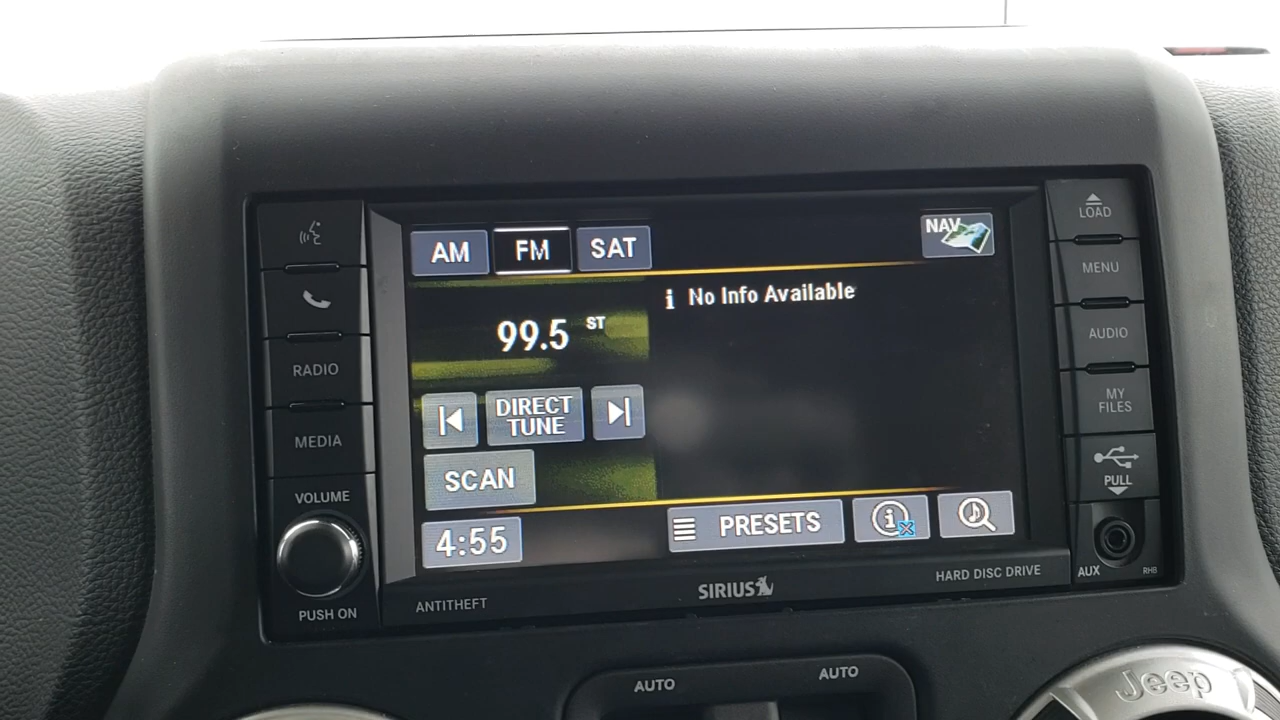 AM FM SAT NAV
No Info Available
99.5 ST
DIRECT
TUNE
SCAN
4:55
PRESETS
RADIO
MEDIA
VOLUME
PUSH ON
ANTITHEFT
SIRIUS
HARD DISC DRIVE
LOAD
MENU
AUDIO
MY
FILES
PULL
AUX
RHB
AUTO
AUTO
Jeep